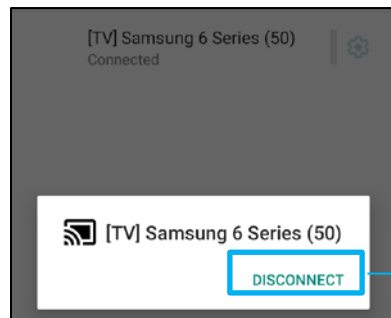 [TV] Samsung 6 Series (50)
Connected
[TV] Samsung 6 Series (50)
DISCONNECT